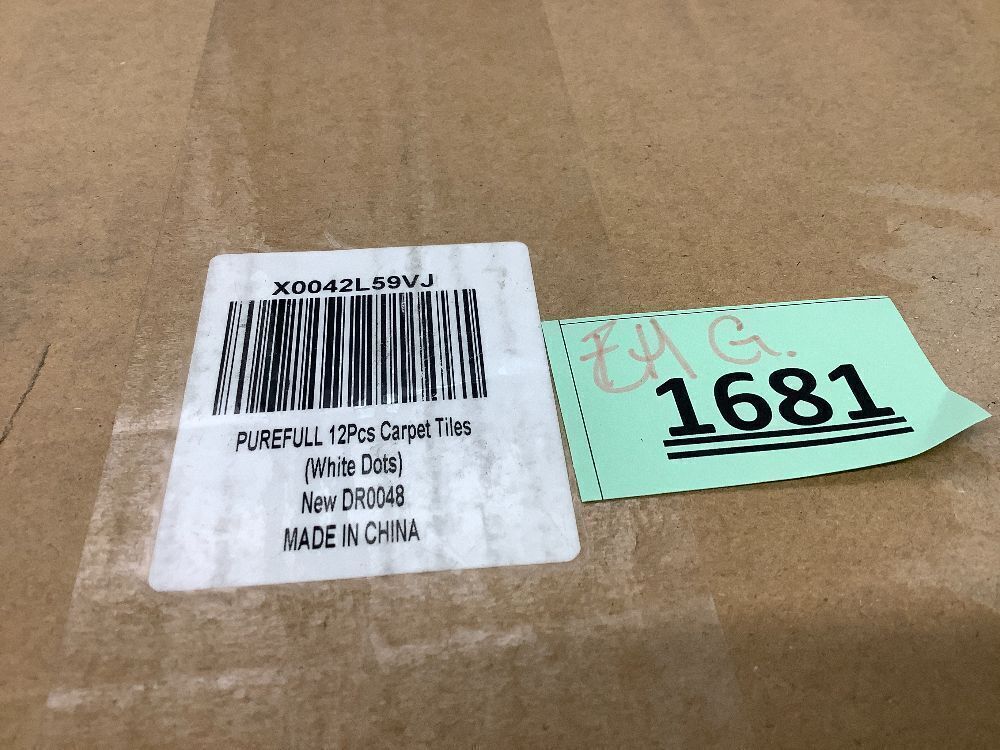 X0042L59VJ
PUREFULL 12Pcs Carpet Tiles
(White Dots)
New DR0048
MADE IN CHINA
G.
1681